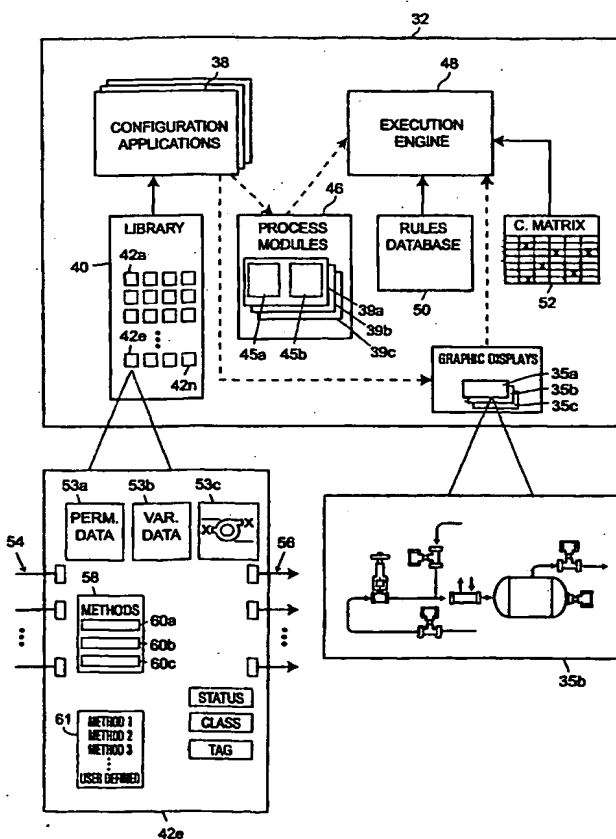 32
38
48
CONFIGURATION
APPLICATIONS
EXECUTION
ENGINE
46
LIBRARY
PROCESS
MODULES
RULES
DATABASE
C. MATRIX
X
X
X
X
X
40
42a
39a
39b
39c
50
52
45a
45b
42e
42n
GRAPHIC DISPLAYS
35a
35b
35c
53a
53b
53c
PERM.
DATA
VAR.
DATA
X
X
54
56
58
METHODS
60a
60b
60c
35b
STATUS
CLASS
TAG
61
METHOD 1
METHOD 2
METHOD 3
USER DEFINED
42e